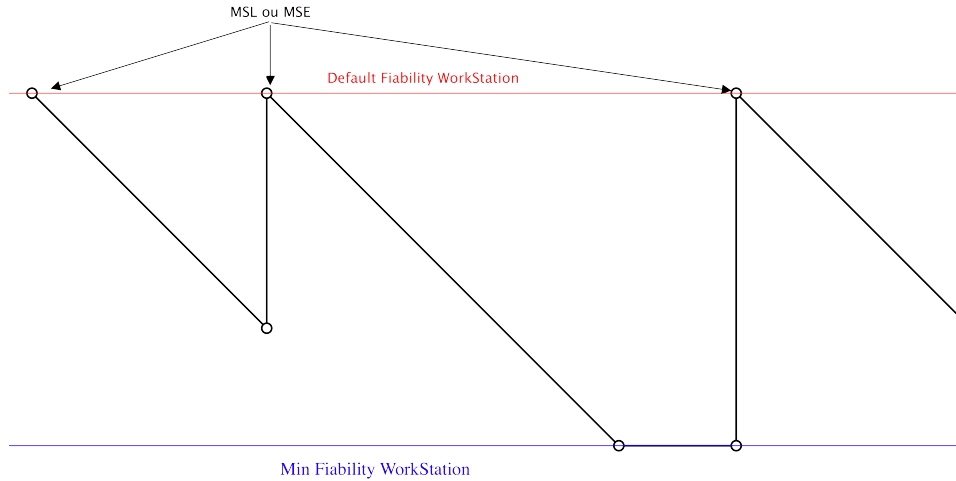 MSL ou MSE
Default Fiability WorkStation
Min Fiability WorkStation